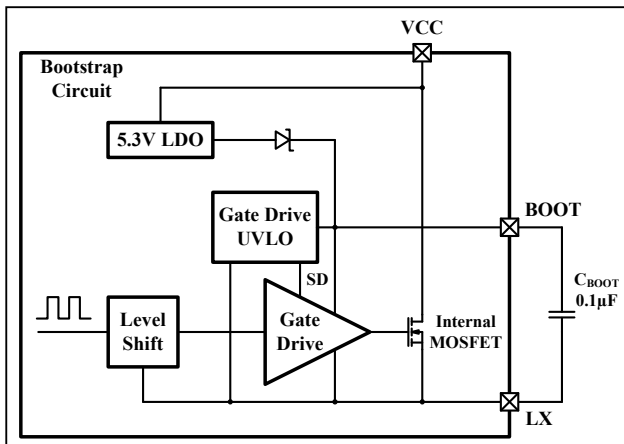 VCC
Bootstrap
Circuit
5.3V LDO
Gate Drive
UVLO
BOOT
SD
CBOOT
0.1µF
Level
Shift
Gate
Drive
Internal
MOSFET
LX